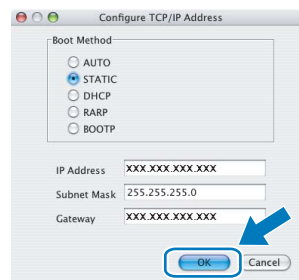 Configure TCP/IP Address
Boot Method
AUTO
STATIC
DHCP
RARP
BOOTP
IP Address XXX.XXX.XXX.XXX
Subnet Mask 255.255.255.0
Gateway XXX.XXX.XXX.XXX
OK Cancel